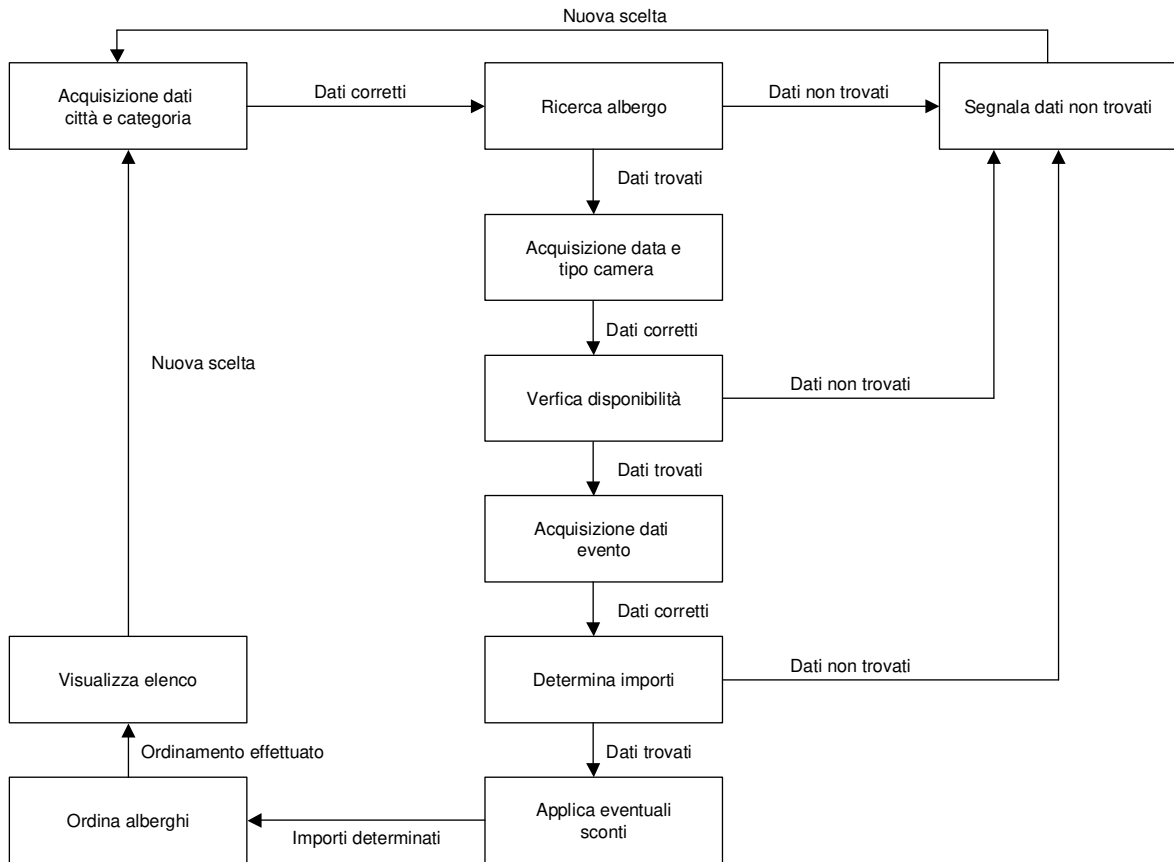 Nuova scelta
Acquisizione dati
città e categoria
Dati corretti
Ricerca albergo
Dati non trovati
Segnala dati non trovati
Dati trovati
Acquisizione data e
tipo camera
Dati corretti
Nuova scelta
Verfica disponibilità
Dati non trovati
Dati trovati
Acquisizione dati
evento
Dati corretti
Visualizza elenco
Determina importi
Dati non trovati
Ordinamento effettuato
Dati trovati
Ordina alberghi
Importi determinati
Applica eventuali
sconti